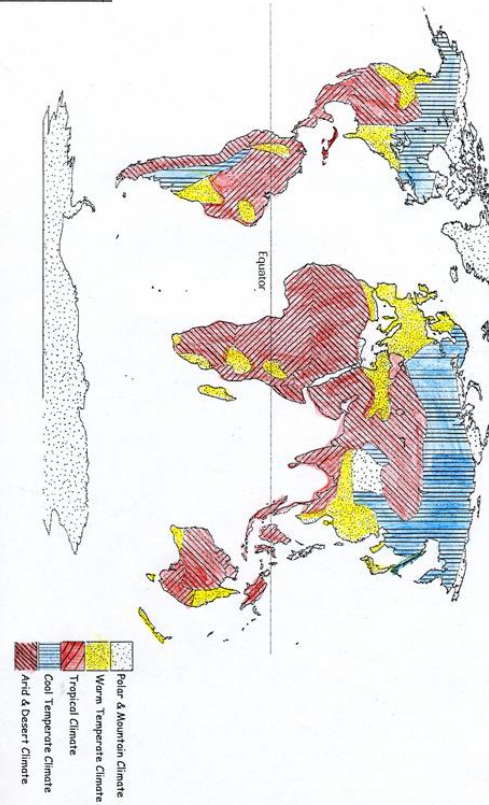 Equator
Polar & Mountain Climate
Warm Temperate Climate
Tropical Climate
Cool Temperate Climate
Arid & Desert Climate